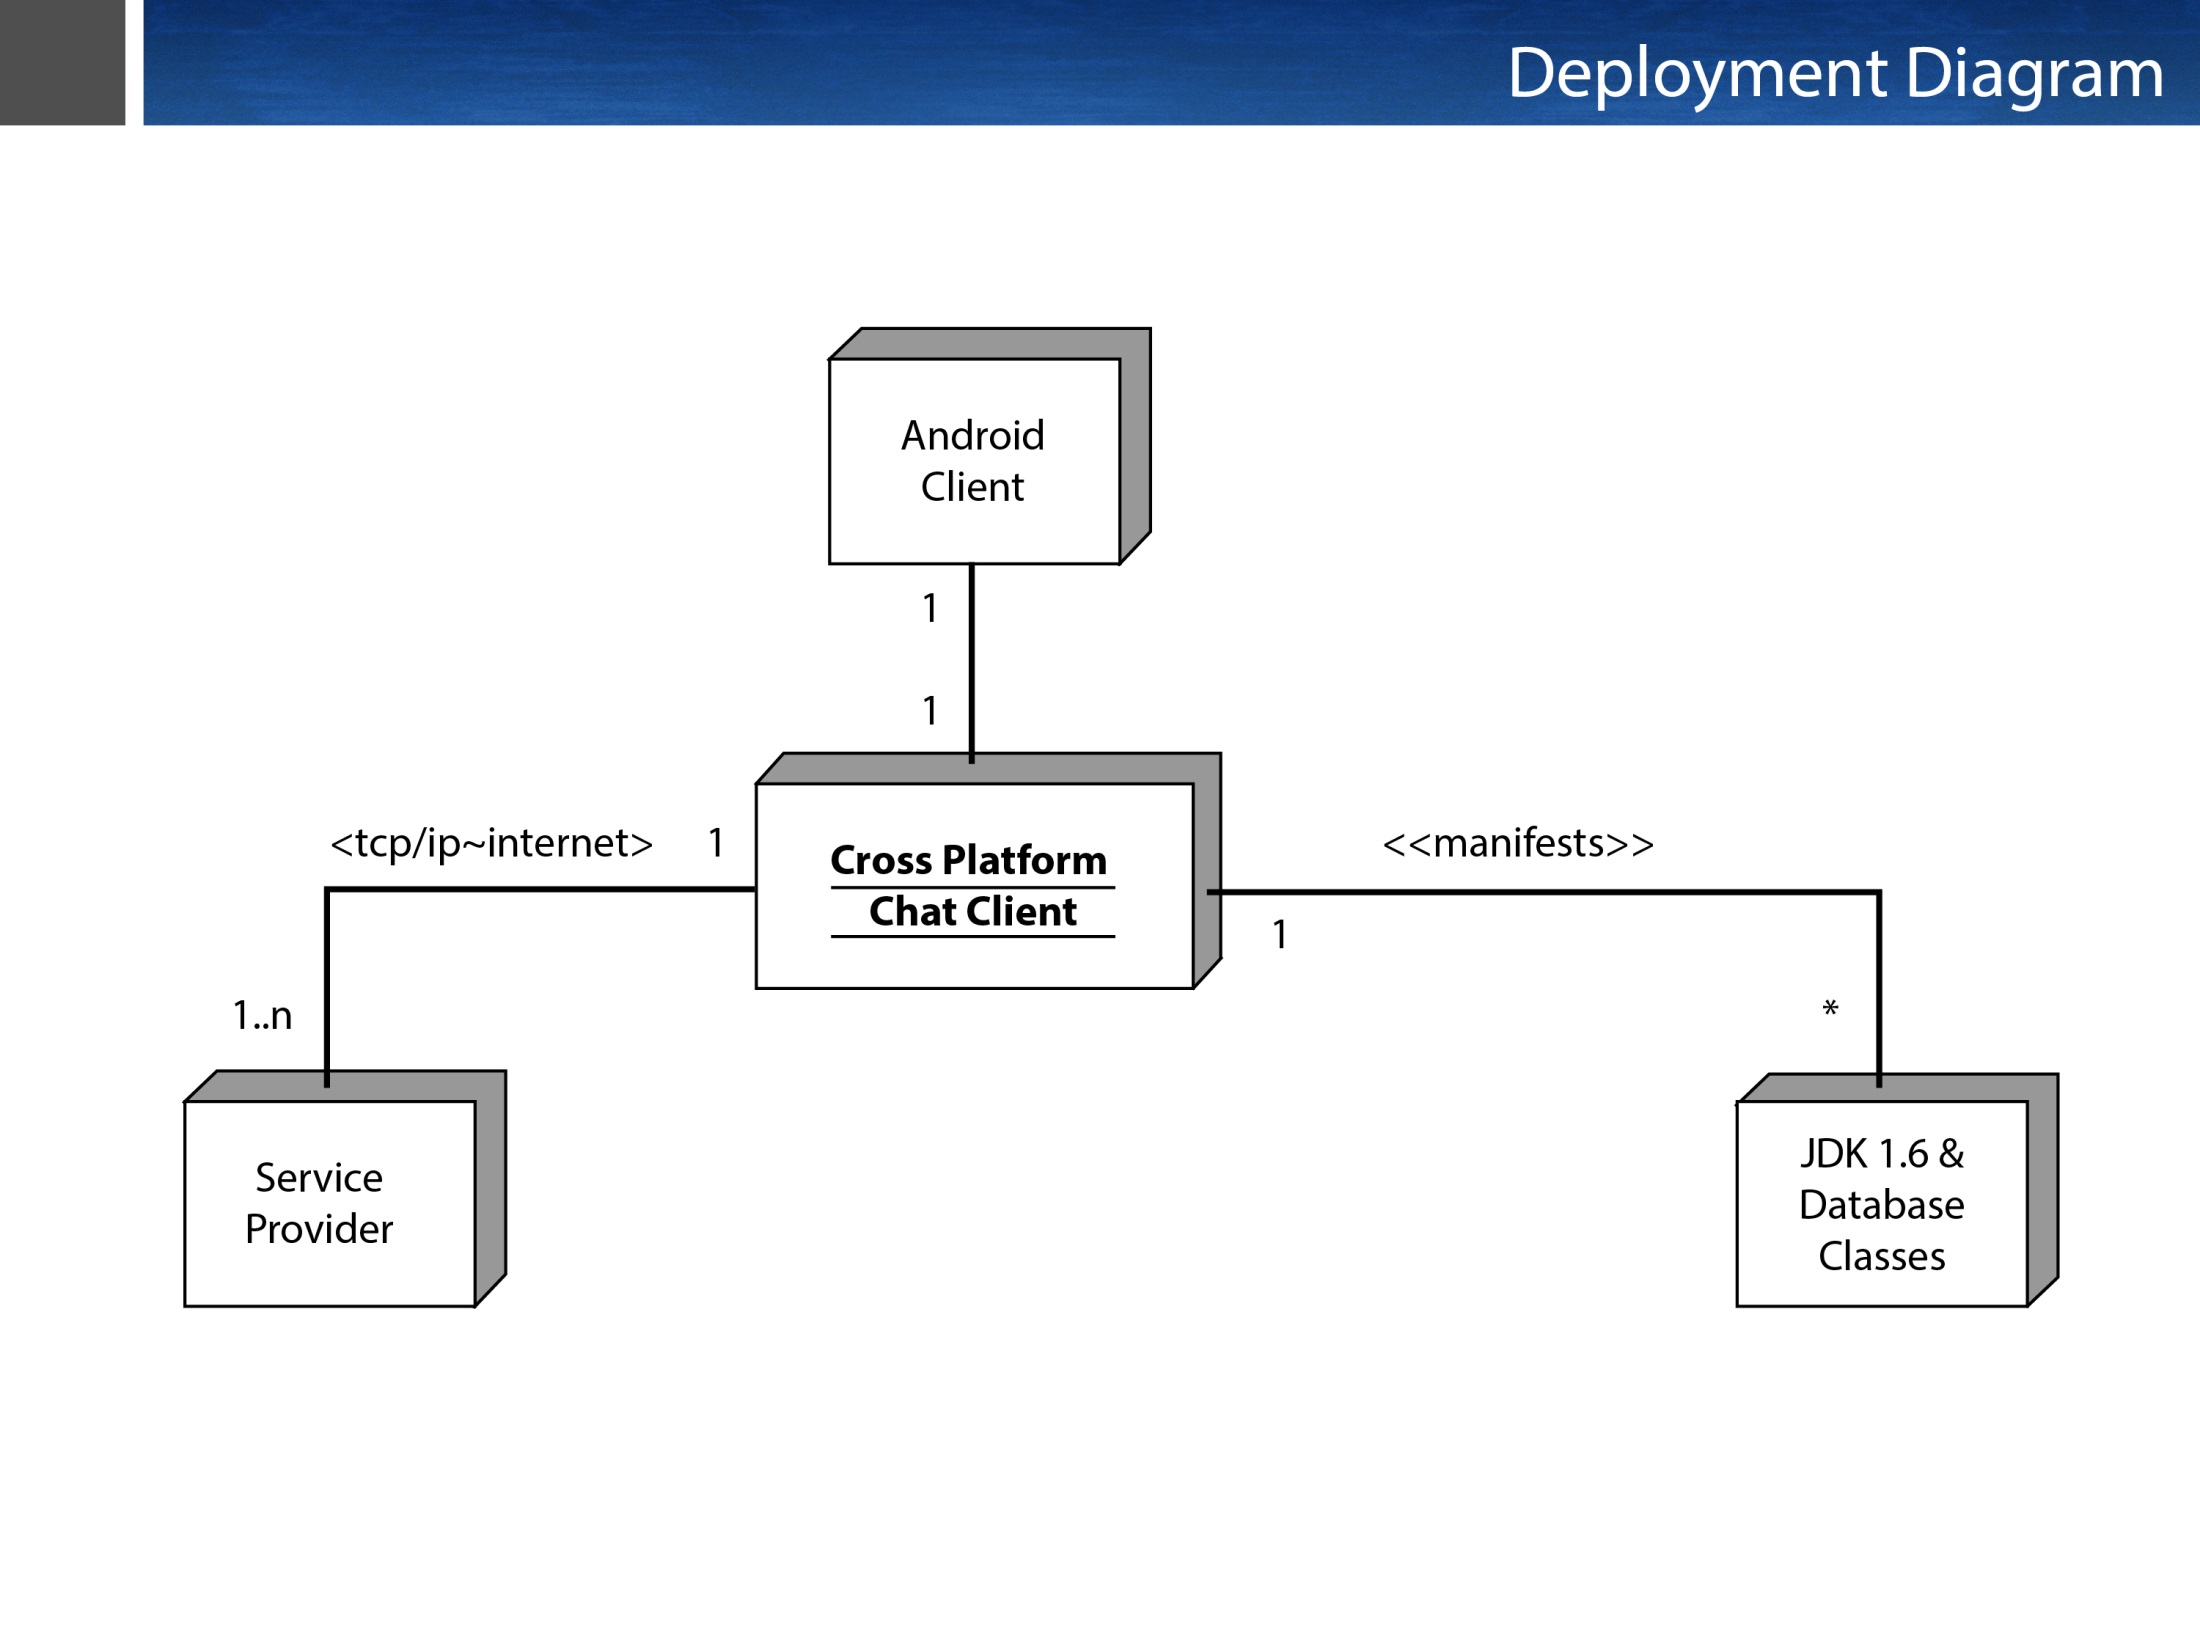 Deployment Diagram
Android
Client
1
1
<tcp/ip~internet>
1
Cross Platform
Chat Client
<<manifests>>
1
1..n
*
Service
Provider
JDK 1.6 &
Database
Classes